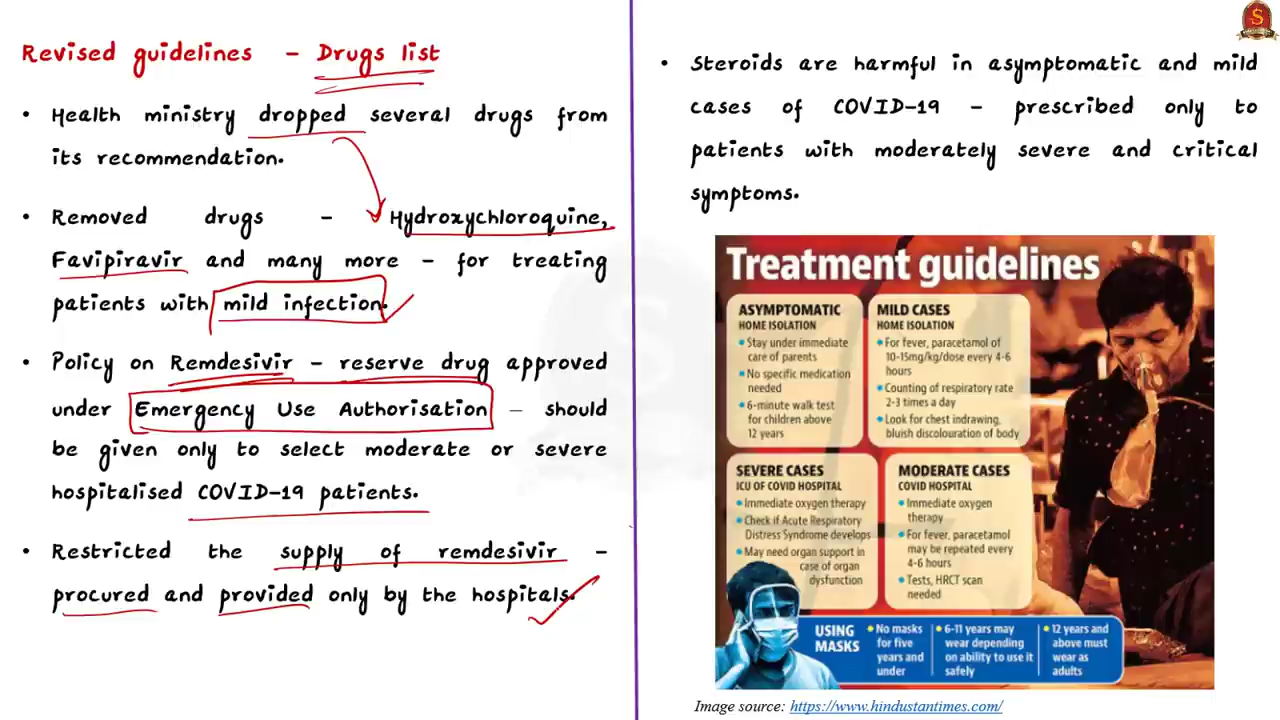 Revised guidelines - Drugs list
• Health ministry dropped several drugs from
its recommendation.
• Removed drugs - Hydroxychloroquine,
Favipiravir and many more - for treating
patients with mild infection.
• Policy on Remdesivir - reserve drug approved
under Emergency Use Authorisation - should
be given only to select moderate or severe
hospitalised COVID-19 patients.
• Restricted the supply of remdesivir -
procured and provided only by the hospitals.
• Steroids are harmful in asymptomatic and mild
cases of COVID-19 - prescribed only to
patients with moderately severe and critical
symptoms.
Treatment guidelines
ASYMPTOMATIC
HOME ISOLATION
• Stay under immediate
care of parents
• No specific medication
needed
• 6-minute walk test
for children above
12 years
MILD CASES
HOME ISOLATION
• For fever, paracetamol of
10-15mg/kg/dose every 4-6
hours
• Counting of respiratory rate
2-3 times a day
• Look for chest indrawing,
bluish discolouration of body
SEVERE CASES
ICU OF COVID HOSPITAL
• Immediate oxygen therapy
• Check if Acute Respiratory
Distress Syndrome develops
• May need organ support in
case of organ
dysfunction
MODERATE CASES
COVID HOSPITAL
• Immediate oxygen
therapy
• For fever, paracetamol
may be repeated every
4-6 hours
• Tests, HRCT scan
needed
USING
MASKS
• No masks
for five
years and
under
• 6-11 years may
wear depending
on ability to use it
safely
• 12 years and
above must
wear as
adults
Image source: https://www.hindustantimes.com/